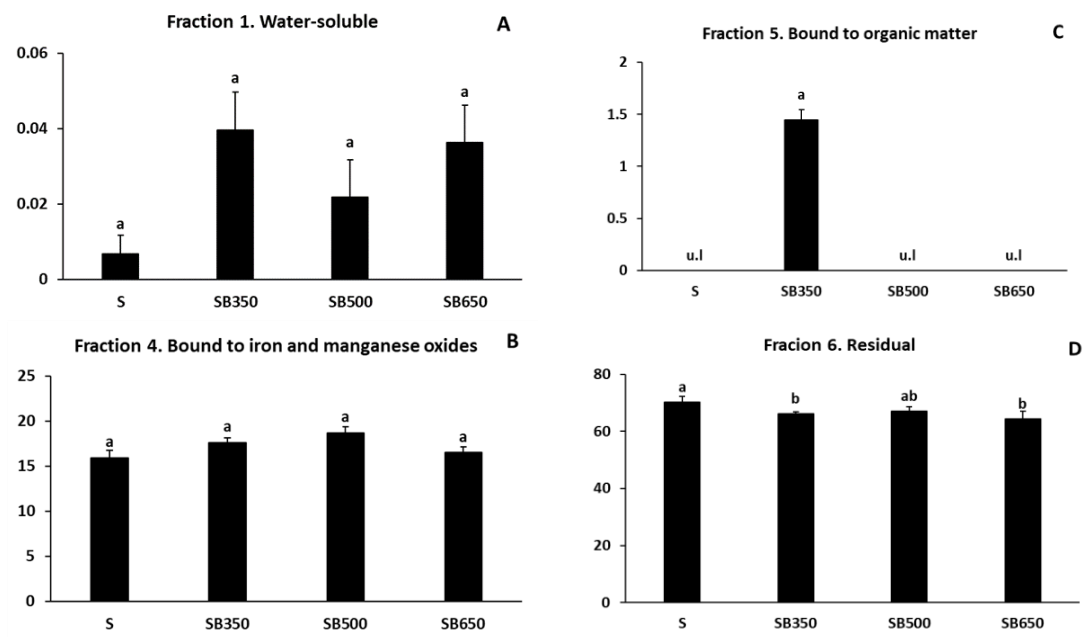 Fraction 1. Water-soluble
A
0.06
0.04
0.02
0
a
a
a
a
S
SB350
SB500
SB650
Fraction 5. Bound to organic matter
C
2
1.5
1
0.5
0
u.l
a
u.l
u.l
S
SB350
SB500
SB650
Fraction 4. Bound to iron and manganese oxides
B
25
20
15
10
5
0
a
a
a
a
S
SB350
SB500
SB650
Fracion 6. Residual
D
80
60
40
20
0
a
b
ab
b
S
SB350
SB500
SB650